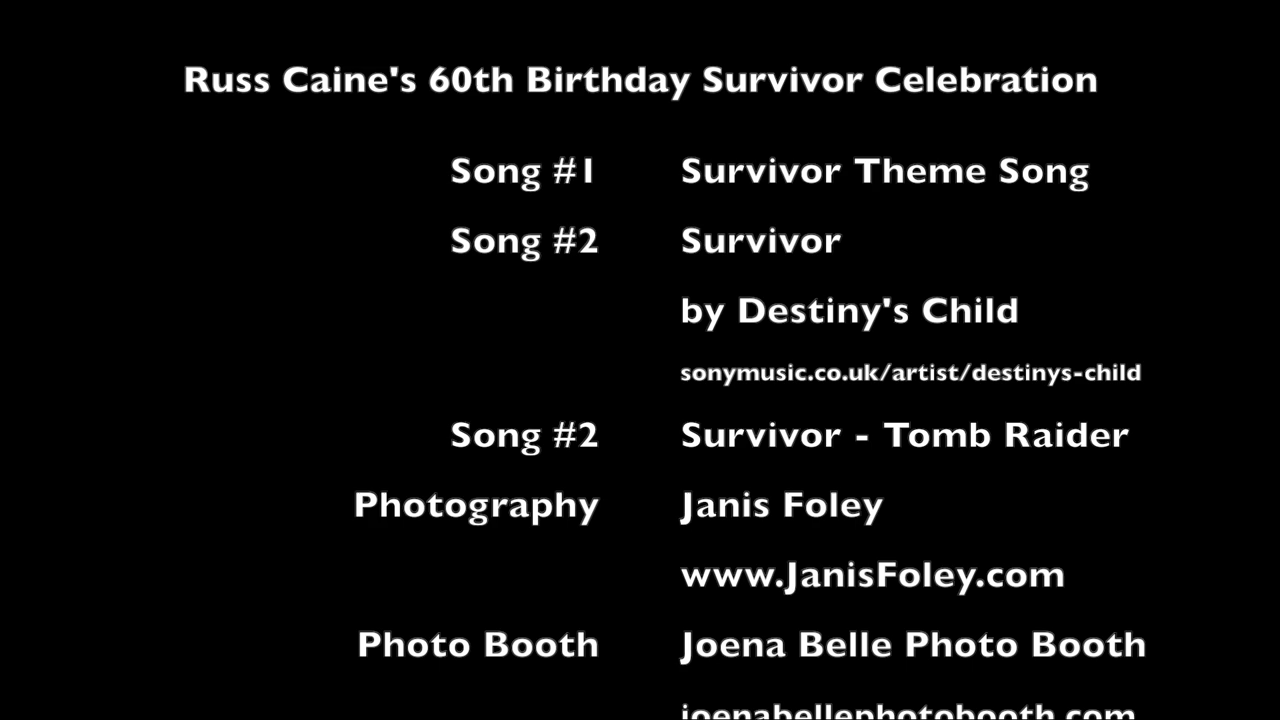 Russ Caine's 60th Birthday Survivor Celebration
Song #1 Survivor Theme Song
Song #2 Survivor
by Destiny's Child
sonymusic.co.uk/artist/destinys-child
Song #2 Survivor - Tomb Raider
Photography Janis Foley
www.JanisFoley.com
Photo Booth Joena Belle Photo Booth
joenabellephotobooth.com